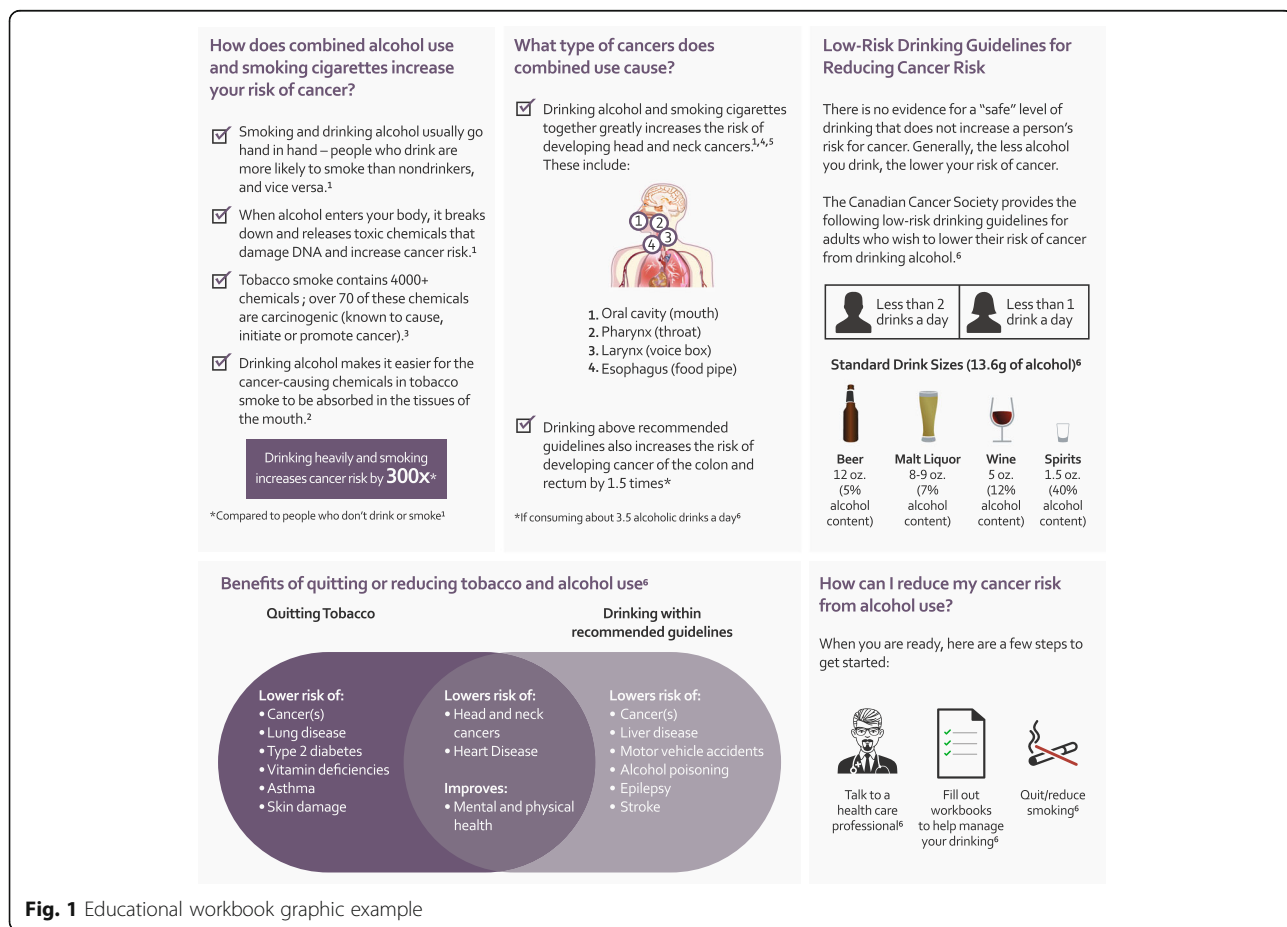 How does combined alcohol use
and smoking cigarettes increase
your risk of cancer?
Smoking and drinking alcohol usually go
hand in hand – people who drink are
more likely to smoke than nondrinkers,
and vice versa.¹
When alcohol enters your body, it breaks
down and releases toxic chemicals that
damage DNA and increase cancer risk.¹
Tobacco smoke contains 4000+
chemicals ; over 70 of these chemicals
are carcinogenic (known to cause,
initiate or promote cancer).³
Drinking alcohol makes it easier for the
cancer-causing chemicals in tobacco
smoke to be absorbed in the tissues of
the mouth.²
Drinking heavily and smoking
increases cancer risk by 300x*
*Compared to people who don't drink or smoke¹
What type of cancers does
combined use cause?
Drinking alcohol and smoking cigarettes
together greatly increases the risk of
developing head and neck cancers.¹,⁴,⁵
These include:
1
2
3
4
1. Oral cavity (mouth)
2. Pharynx (throat)
3. Larynx (voice box)
4. Esophagus (food pipe)
Drinking above recommended
guidelines also increases the risk of
developing cancer of the colon and
rectum by 1.5 times*
*If consuming about 3.5 alcoholic drinks a day⁶
Low-Risk Drinking Guidelines for
Reducing Cancer Risk
There is no evidence for a “safe” level of
drinking that does not increase a person's
risk for cancer. Generally, the less alcohol
you drink, the lower your risk of cancer.
The Canadian Cancer Society provides the
following low-risk drinking guidelines for
adults who wish to lower their risk of cancer
from drinking alcohol.⁶
Less than 2
drinks a day
Less than 1
drink a day
Standard Drink Sizes (13.6g of alcohol)⁶
Beer
12 oz.
(5%
alcohol
content)
Malt Liquor
8-9 oz.
(7%
alcohol
content)
Wine
5 oz.
(12%
alcohol
content)
Spirits
1.5 oz.
(40%
alcohol
content)
Benefits of quitting or reducing tobacco and alcohol use⁶
Quitting Tobacco
Drinking within
recommended guidelines
Lower risk of:
• Cancer(s)
• Lung disease
• Type 2 diabetes
• Vitamin deficiencies
• Asthma
• Skin damage
Lowers risk of:
• Head and neck
cancers
• Heart Disease
Improves:
• Mental and physical
health
Lowers risk of:
• Cancer(s)
• Liver disease
• Motor vehicle accidents
• Alcohol poisoning
• Epilepsy
• Stroke
How can I reduce my cancer risk
from alcohol use?
When you are ready, here are a few steps to
get started:
Talk to a
health care
professional⁶
Fill out
workbooks
to help manage
your drinking⁶
Quit/reduce
smoking⁶
Fig. 1 Educational workbook graphic example